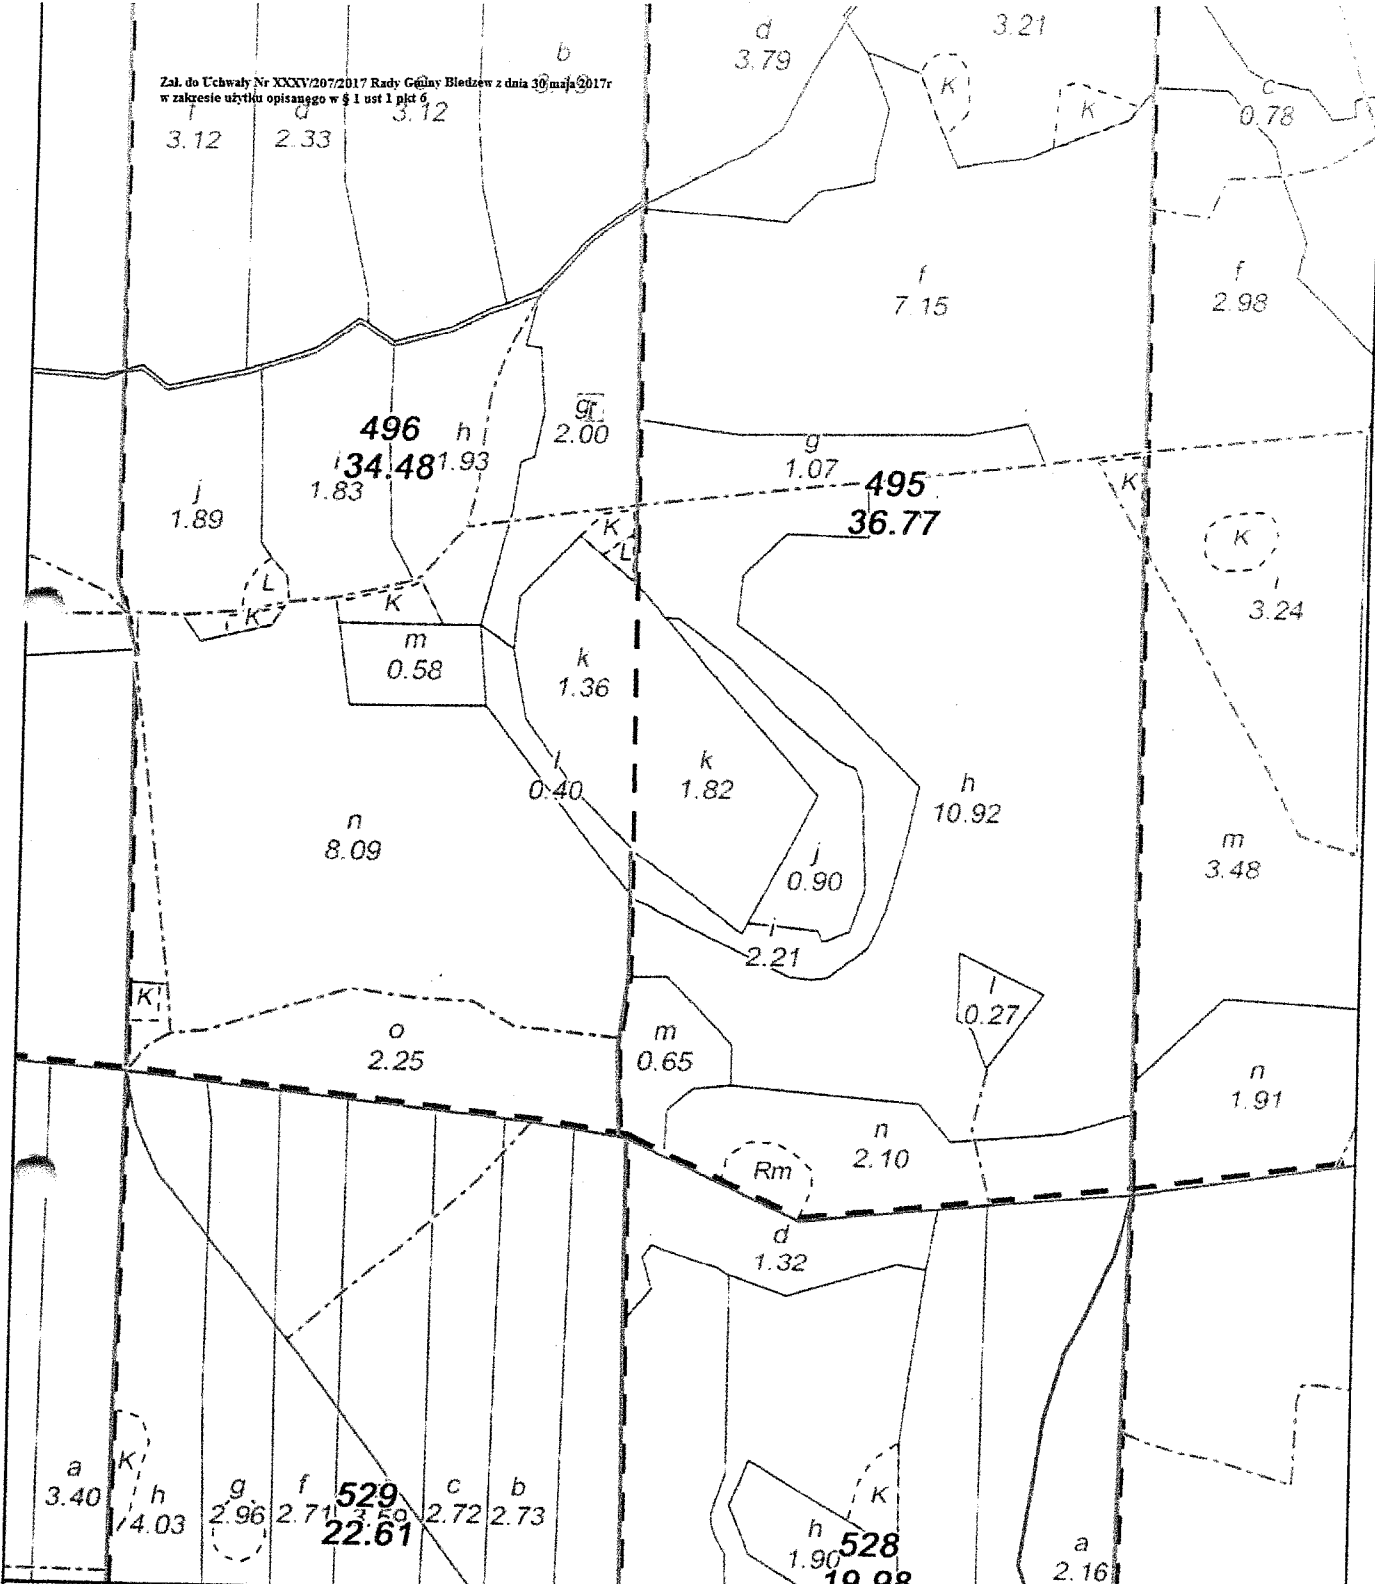 b
d
3.79
3.21
Zał. do Uchwały Nr XXXV/207/2017 Rady Gminy Bledzew z dnia 30 maja 2017r
w zakresie użytku opisanego w § 1 ust 1 pkt 6
K
K
c
0.78
3.12
d
2.33
3.12
f
7.15
f
2.98
496
34.48
h
1.93
i
1.83
j
1.89
gr
2.00
g
1.07
495
36.77
K
K
L
K
i
3.24
L
K
K
m
0.58
k
1.36
l
0.40
k
1.82
h
10.92
n
8.09
j
0.90
m
3.48
i
2.21
K
l
0.27
o
2.25
m
0.65
n
1.91
n
2.10
Rm
d
1.32
a
3.40
K
h
4.03
g
2.96
f
2.71
529
22.61
c
2.72
b
2.73
K
h
1.90
528
19.98
a
2.16